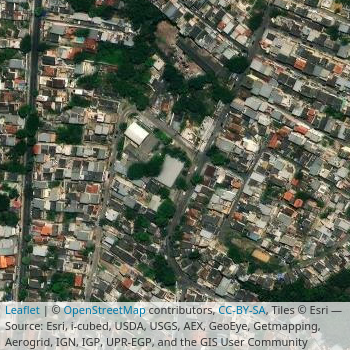 Leaflet | © OpenStreetMap contributors, CC-BY-SA, Tiles © Esri —
Source: Esri, i-cubed, USDA, USGS, AEX, GeoEye, Getmapping,
Aerogrid, IGN, IGP, UPR-EGP, and the GIS User Community